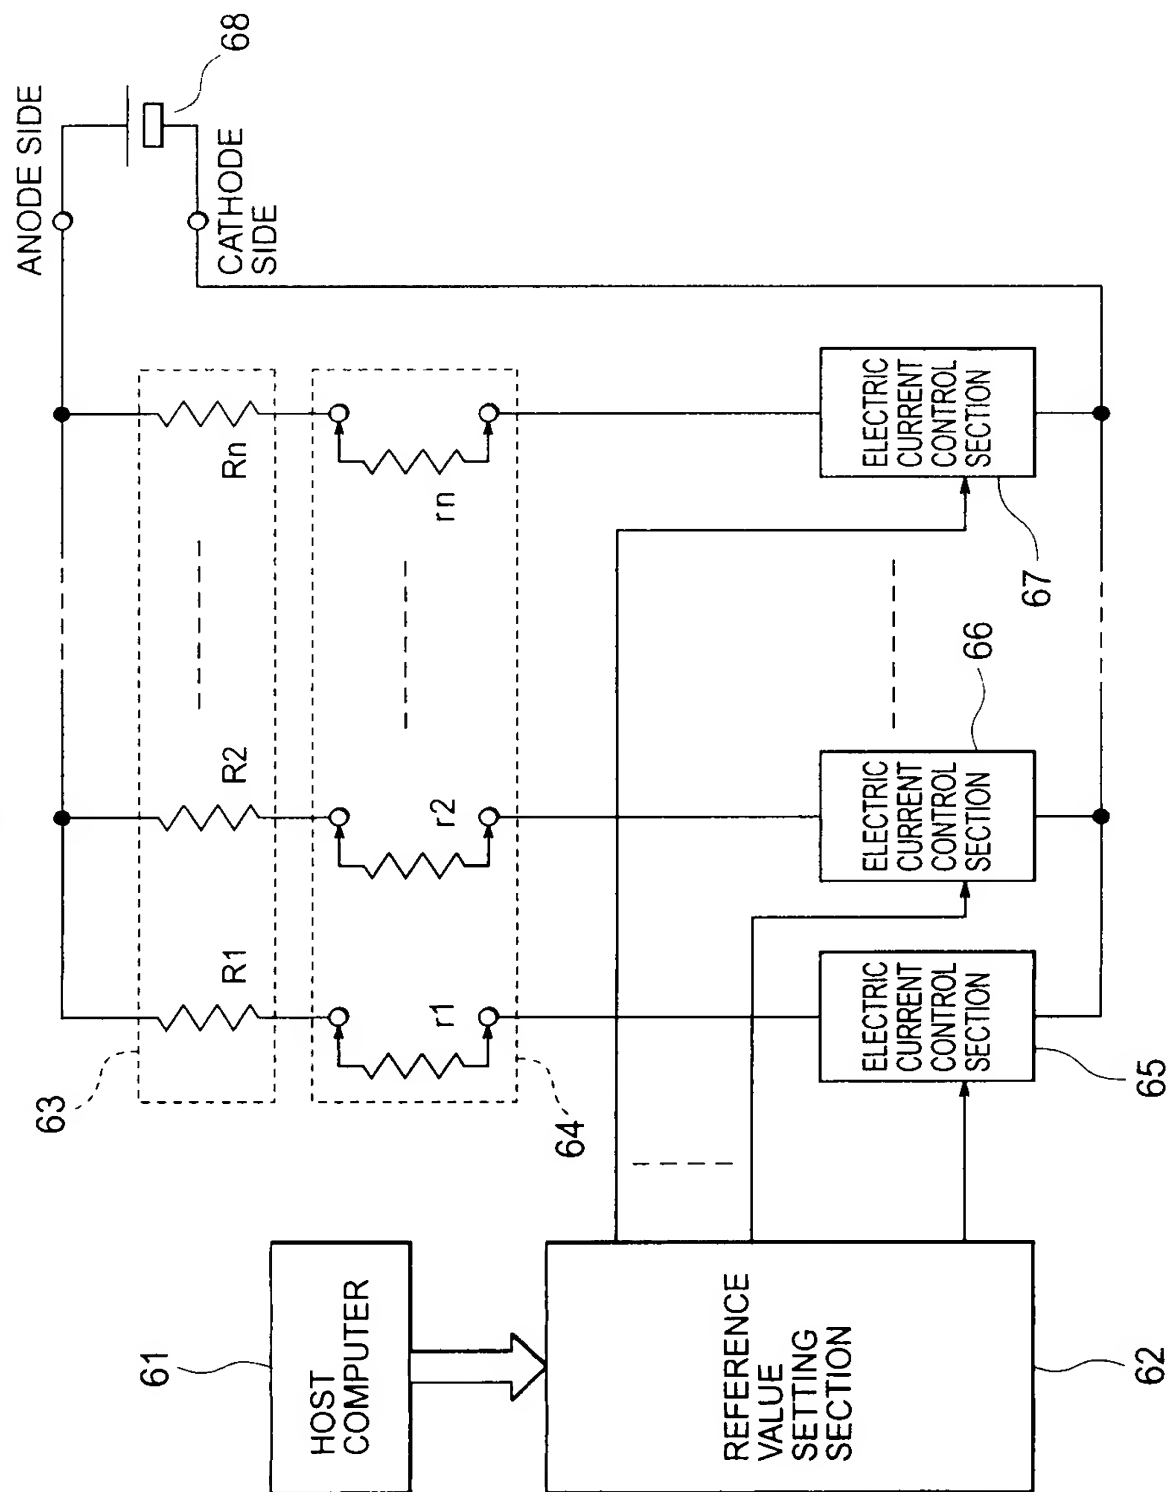 ANODE SIDE
68
CATHODE
SIDE
63
R1
R2
Rn
64
r1
r2
rn
61
HOST
COMPUTER
REFERENCE
VALUE
SETTING
SECTION
62
ELECTRIC
CURRENT
CONTROL
SECTION
65
ELECTRIC
CURRENT
CONTROL
SECTION
66
ELECTRIC
CURRENT
CONTROL
SECTION
67